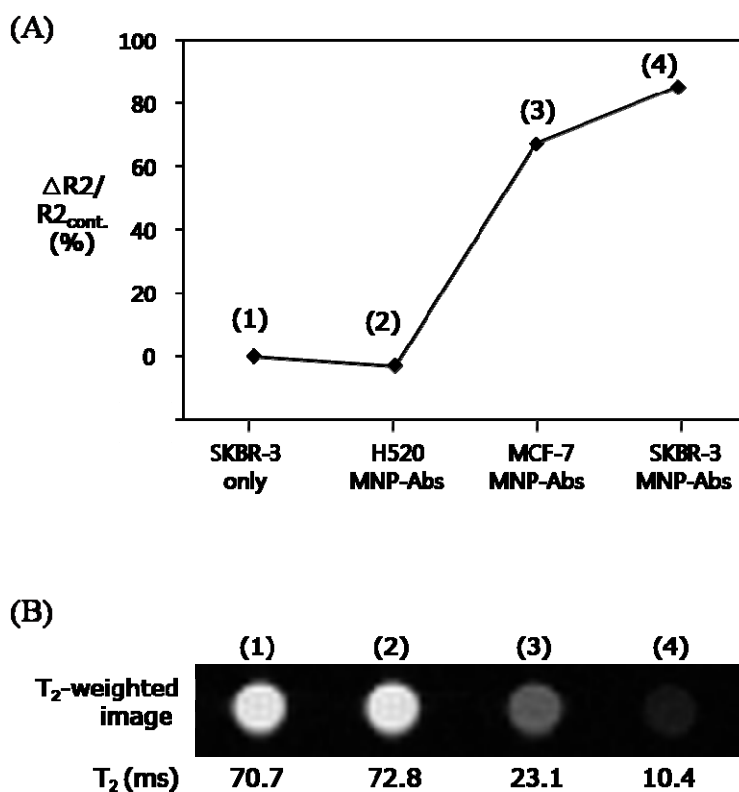 (A)
100
80
60
40
20
0
△R2/
R2cont.
(%)
(1)
(2)
(3)
(4)
SKBR-3 only
H520 MNP-Abs
MCF-7 MNP-Abs
SKBR-3 MNP-Abs
(B)
(1) (2) (3) (4)
T2-weighted
image
T2 (ms) 70.7 72.8 23.1 10.4